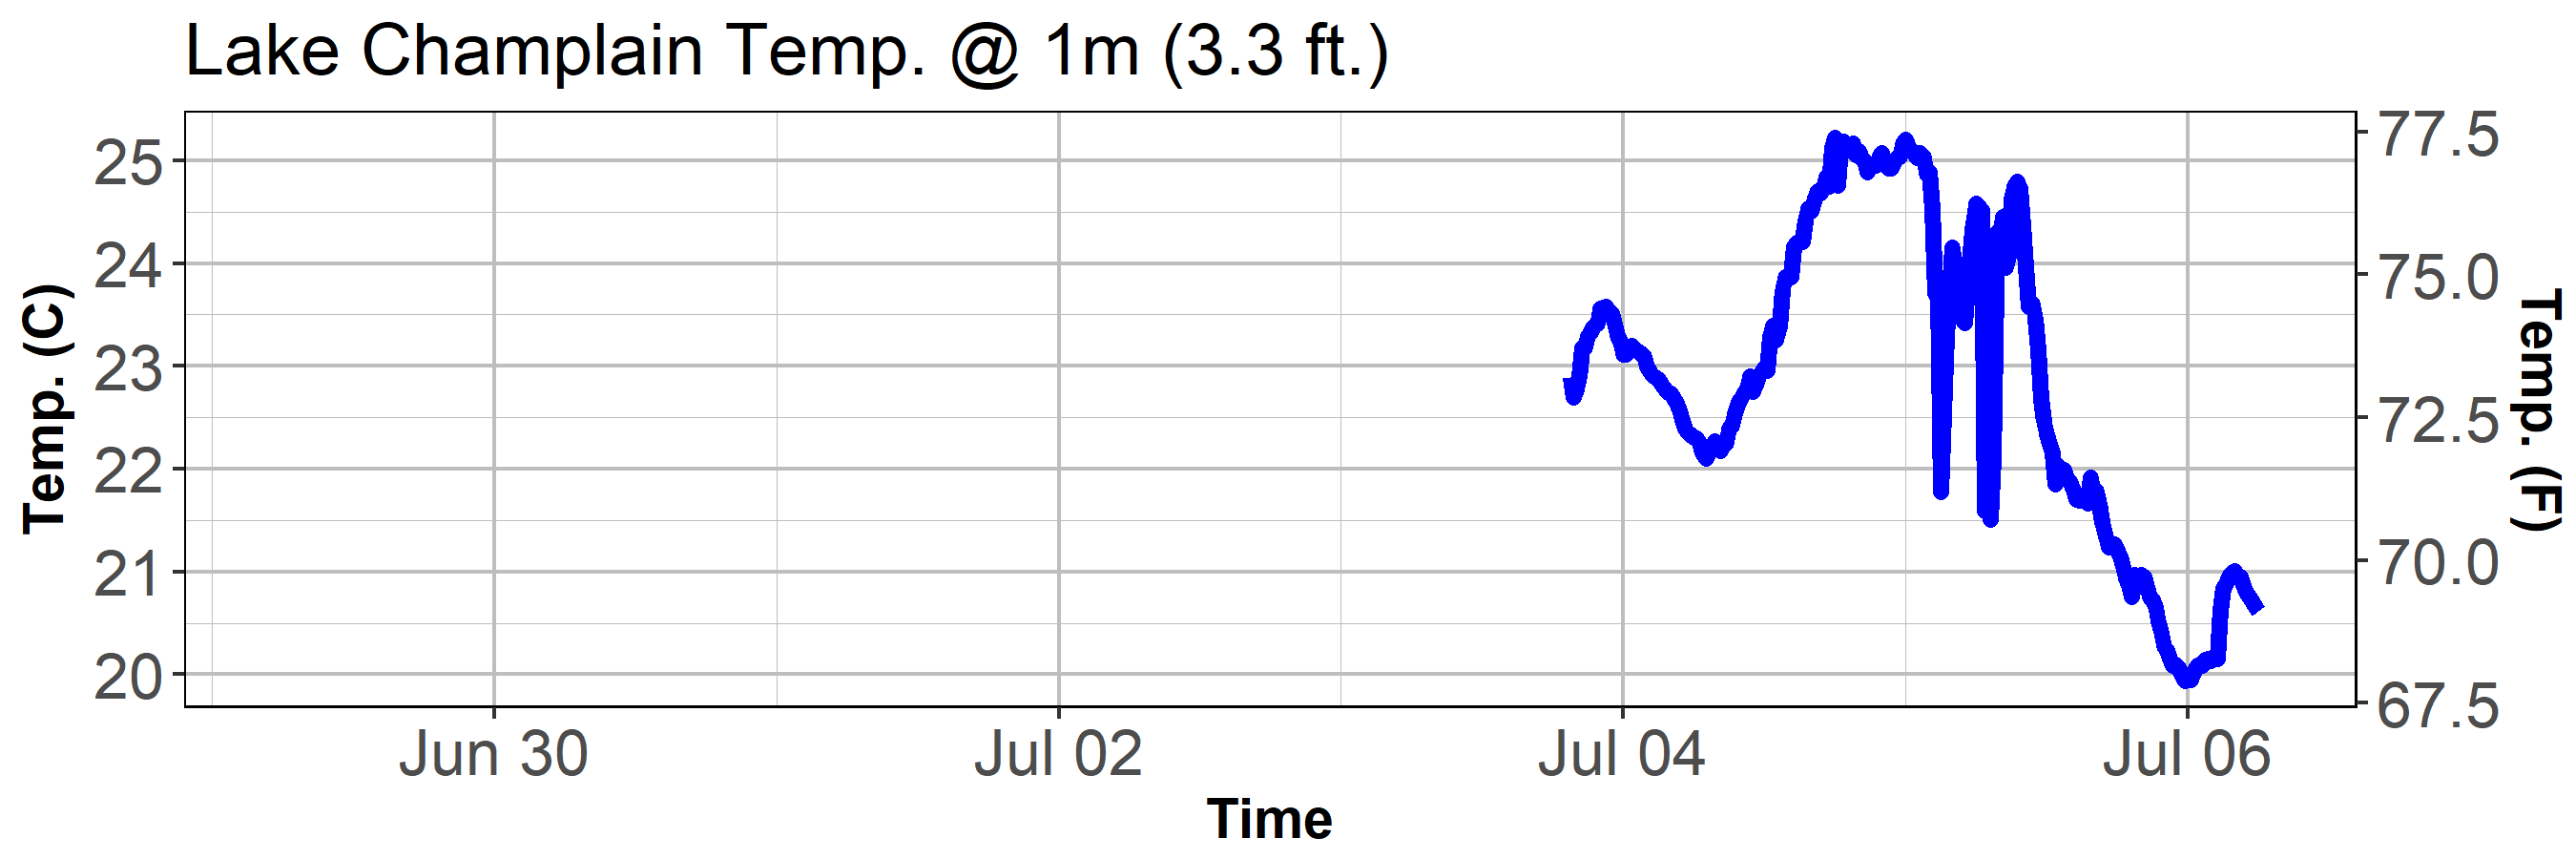 Lake Champlain Temp. @ 1m (3.3 ft.)
Temp. (C)
25
24
23
22
21
20
77.5
75.0
72.5
70.0
67.5
Temp. (F)
Jun 30 Jul 02 Jul 04 Jul 06
Time